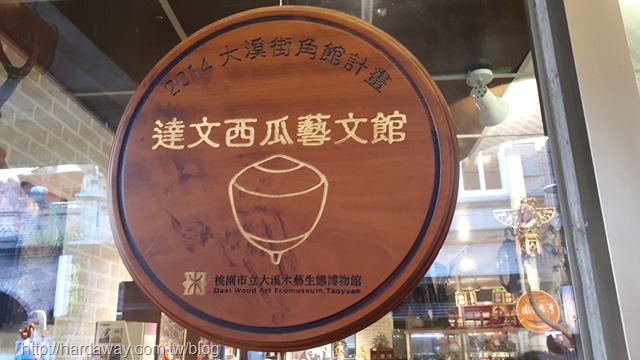 2014 大溪街角館計畫
達文西瓜藝文館
桃園市立大溪木藝生態博物館
Daxi Wood Art Ecomuseum, Taoyuan
http://hardaway.com.tw/blog